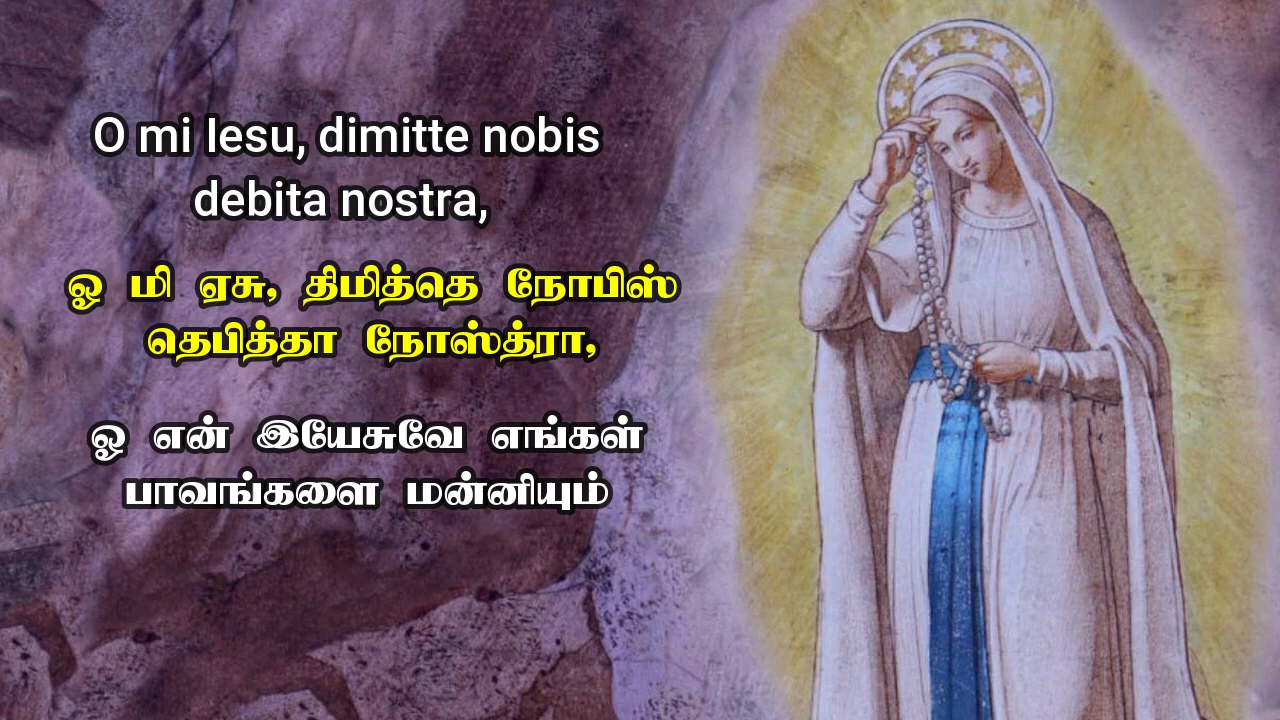 O mi Iesu, dimitte nobis
debita nostra,
ஓ மி ஏசு, திமித்தெ நோபிஸ்
தெபித்தா நோஸ்த்ரா,
ஓ என் இயேசுவே எங்கள்
பாவங்களை மன்னியும்